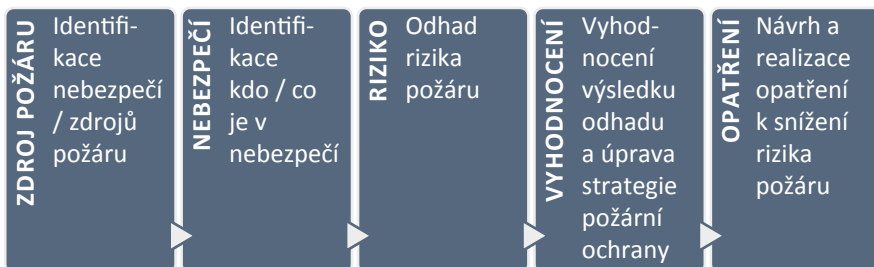 ZDROJ POŽÁRU
Identifi-
kace
nebezpečí
/ zdrojů
požáru
NEBEZPEČÍ
Identifi-
kace
kdo / co
je v
nebezpečí
RIZIKO
Odhad
rizika
požáru
VYHODNOCENÍ
Vyhod-
nocení
výsledku
odhadu
a úprava
strategie
požární
ochrany
OPATŘENÍ
Návrh a
realizace
opatření
k snížení
rizika
požáru